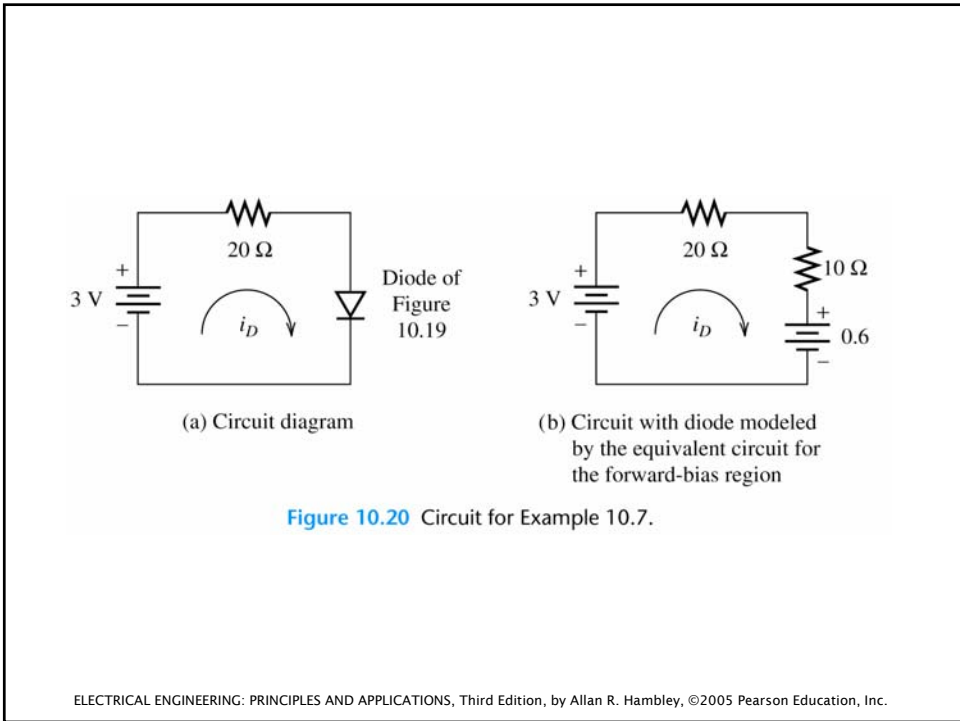 20 Ω
+
3 V
−
i_D
Diode of
Figure
10.19
(a) Circuit diagram
20 Ω
+
3 V
−
i_D
10 Ω
+
0.6
−
(b) Circuit with diode modeled
by the equivalent circuit for
the forward-bias region
Figure 10.20 Circuit for Example 10.7.
ELECTRICAL ENGINEERING: PRINCIPLES AND APPLICATIONS, Third Edition, by Allan R. Hambley, ©2005 Pearson Education, Inc.